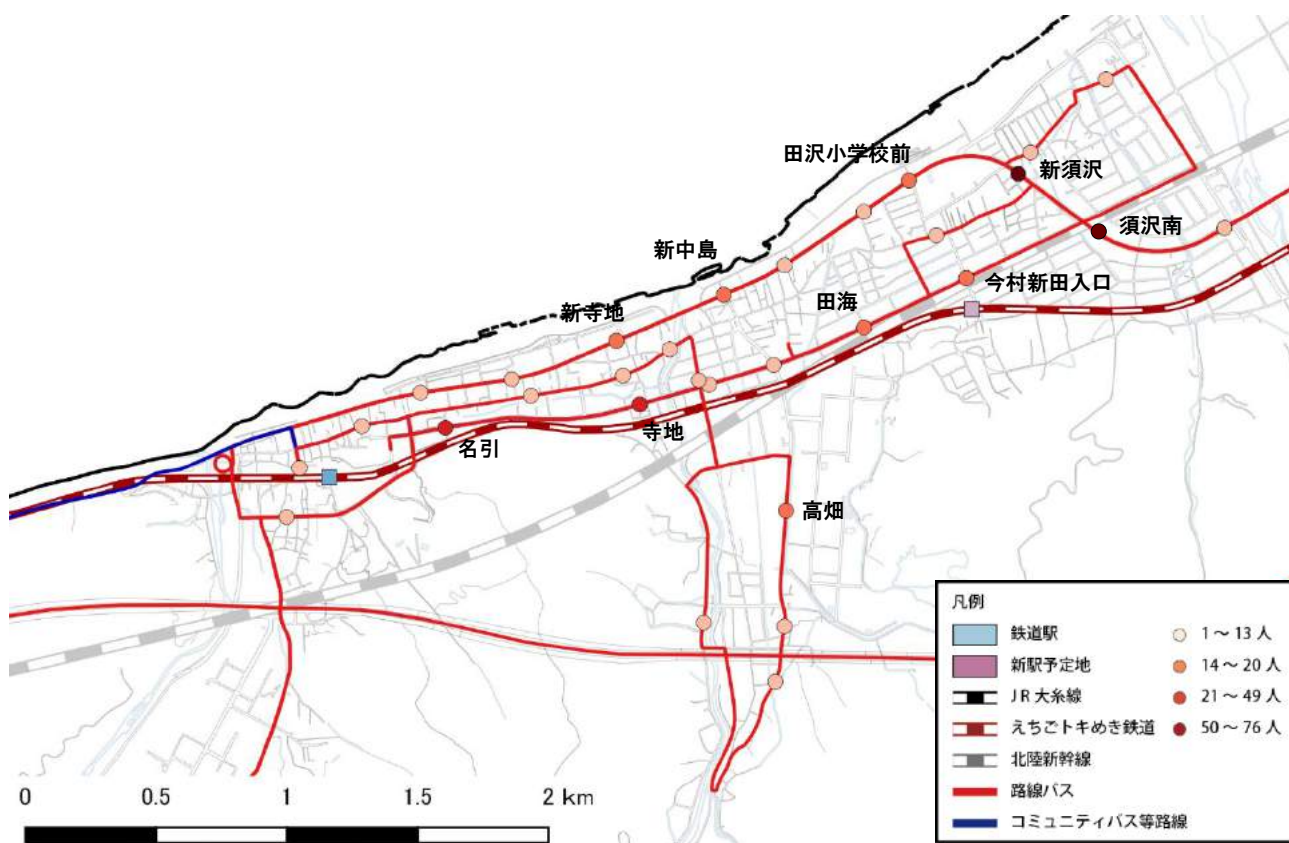 田沢小学校前
新須沢
須沢南
新中島
今村新田入口
田海
新寺地
寺地
名引
高畑
凡例
鉄道駅
1～13人
新駅予定地
14～20人
JR大糸線
21～49人
えちごトキめき鉄道
50～76人
北陸新幹線
路線バス
コミュニティバス等路線
0 0.5 1 1.5 2 km